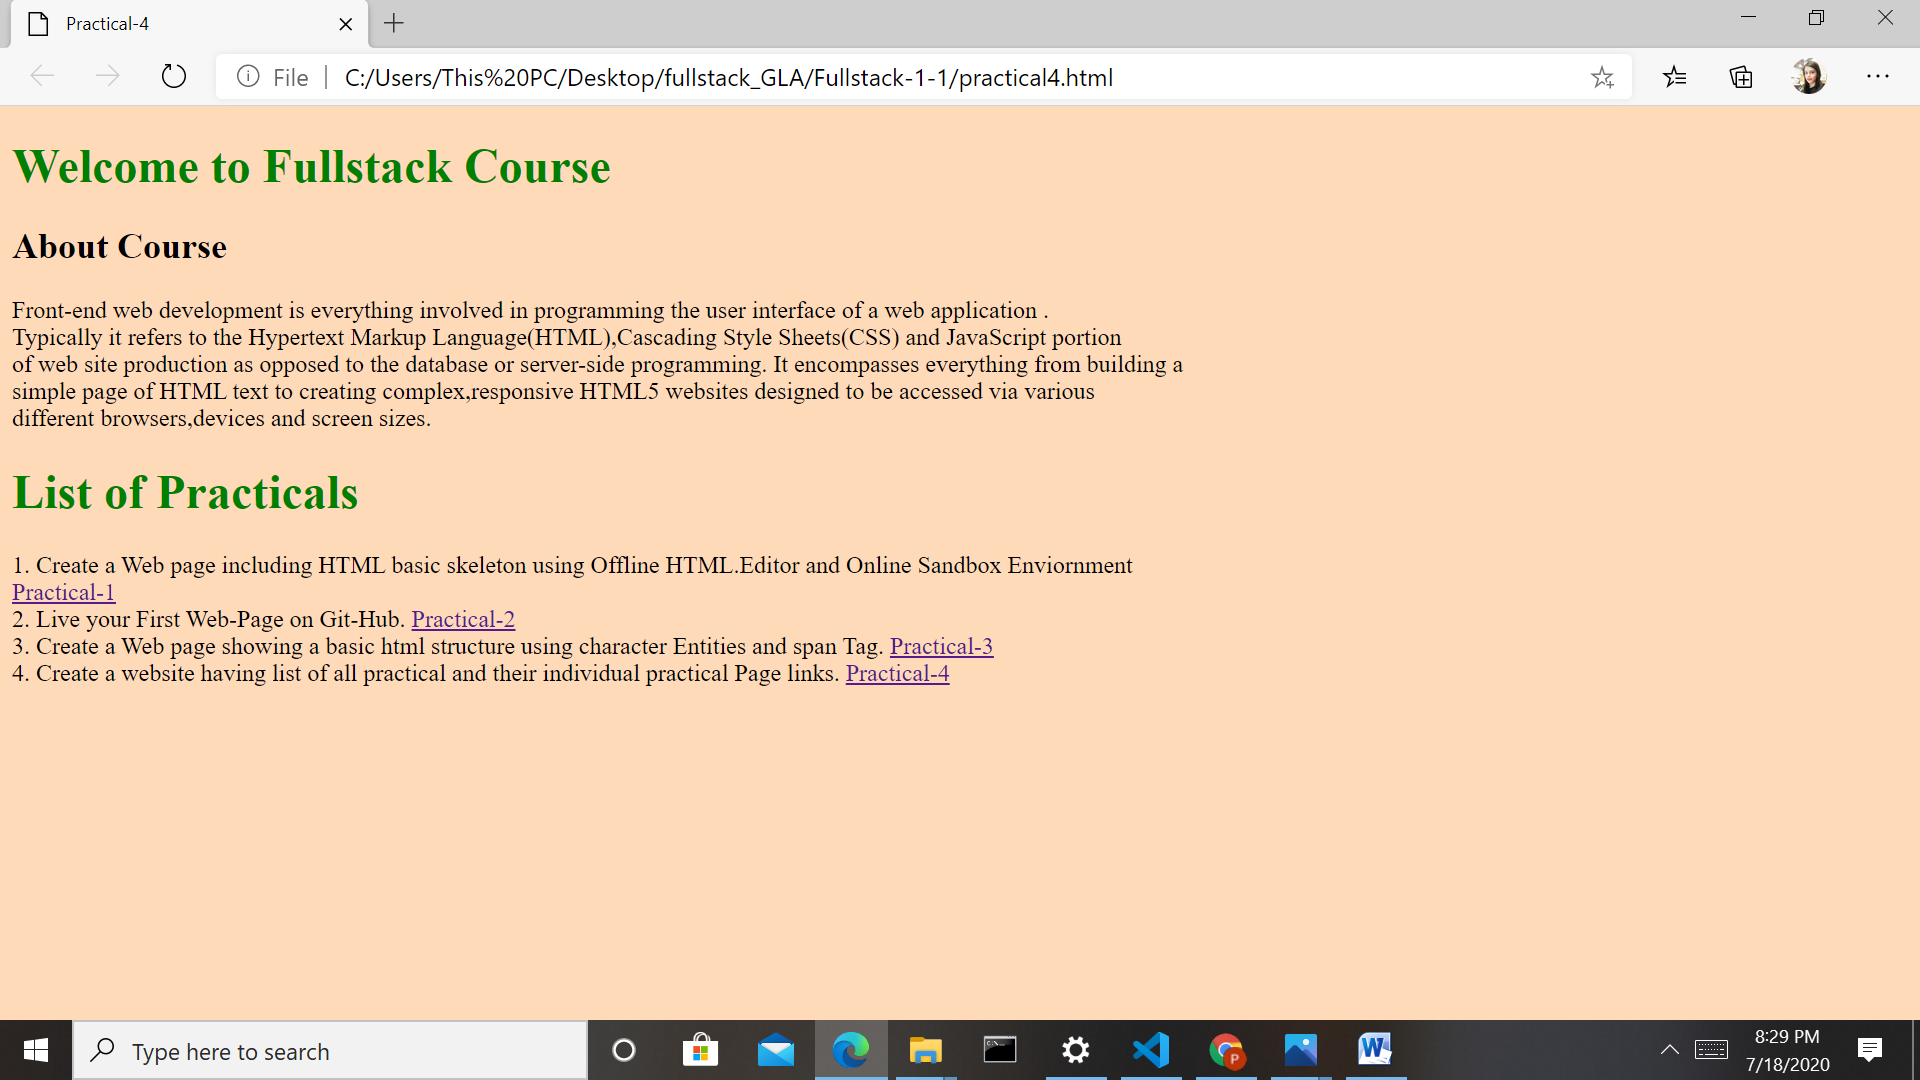 Practical-4
File
C:/Users/This%20PC/Desktop/fullstack_GLA/Fullstack-1-1/practical4.html
Welcome to Fullstack Course
About Course
Front-end web development is everything involved in programming the user interface of a web application .
Typically it refers to the Hypertext Markup Language(HTML),Cascading Style Sheets(CSS) and JavaScript portion
of web site production as opposed to the database or server-side programming. It encompasses everything from building a
simple page of HTML text to creating complex,responsive HTML5 websites designed to be accessed via various
different browsers,devices and screen sizes.
List of Practicals
1. Create a Web page including HTML basic skeleton using Offline HTML.Editor and Online Sandbox Enviornment
Practical-1
2. Live your First Web-Page on Git-Hub. Practical-2
3. Create a Web page showing a basic html structure using character Entities and span Tag. Practical-3
4. Create a website having list of all practical and their individual practical Page links. Practical-4
Type here to search
P
W
8:29 PM
7/18/2020